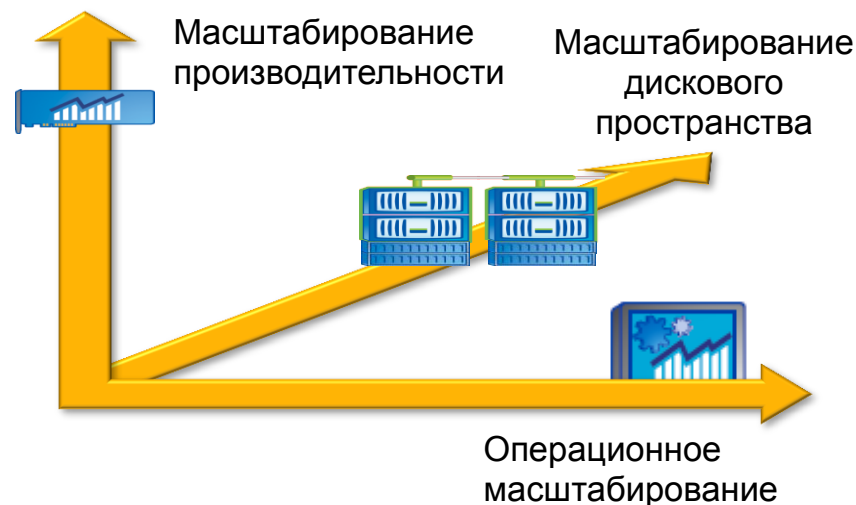 Масштабирование
производительности
Масштабирование
дискового
пространства
Операционное
масштабирование